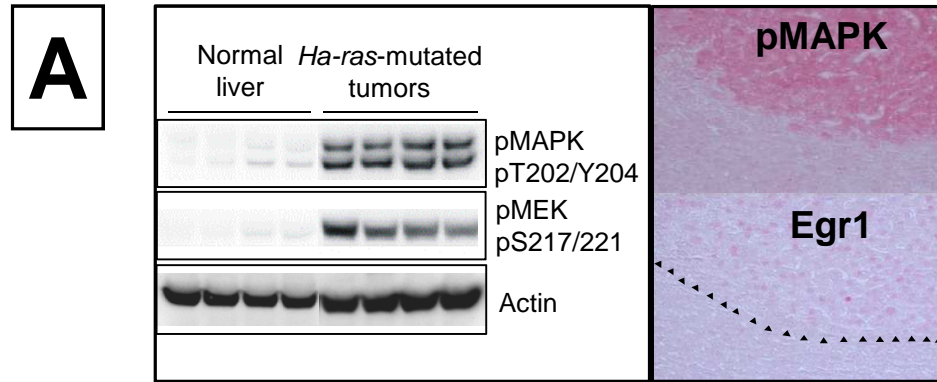 A
Normal liver
Ha-ras-mutated tumors
pMAPK
pT202/Y204
pMEK
pS217/221
Actin
pMAPK
Egr1